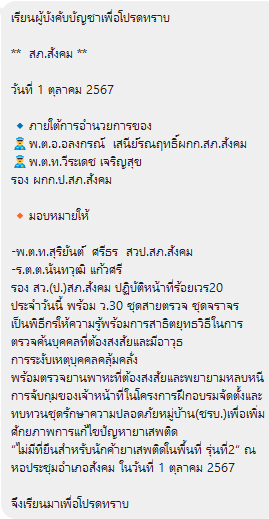 เรียนผู้บังคับบัญชาเพื่อโปรดทราบ
** สภ.สังคม **
วันที่ 1 ตุลาคม 2567
🔹ภายใต้การอำนวยการของ
👮พ.ต.อ.อลงกรณ์ เสนีย์รณฤทธิ์ผกก.สภ.สังคม
👮พ.ต.ท.วีระเดช เจริญสุข
รอง ผกก.ป.สภ.สังคม
🔸มอบหมายให้
-พ.ต.ท.สุริยันต์ ศรีธร สวป.สภ.สังคม
-ร.ต.ต.นันทวุฒิ แก้วศรี
รอง สว.(ป.)สภ.สังคม ปฏิบัติหน้าที่ร้อยเวร20
ประจำวันนี้ พร้อม ว.30 ชุดสายตรวจ ชุดจราจร
เป็นพิธีกรให้ความรู้พร้อมการสาธิตยุทธวิธีในการ
ตรวจค้นบุคคลที่ต้องสงสัยและมีอาวุธ
การระงับเหตุบุคคลคลุ้มคลั่ง
พร้อมตรวจยานพาหะที่ต้องสงสัยและพยายามหลบหนี
การจับกุมของเจ้าหน้าที่ในโครงการฝึกอบรมจัดตั้งและ
ทบทวนชุดรักษาความปลอดภัยหมู่บ้าน(ชรบ.)เพื่อเพิ่ม
ศักยภาพการแก้ไขปัญหายาเสพติด
"ไม่มีที่ยืนสำหรับนักค้ายาเสพติดในพื้นที่ รุ่นที่2" ณ
หอประชุมอำเภอสังคม ในวันที่ 1 ตุลาคม 2567
จึงเรียนมาเพื่อโปรดทราบ